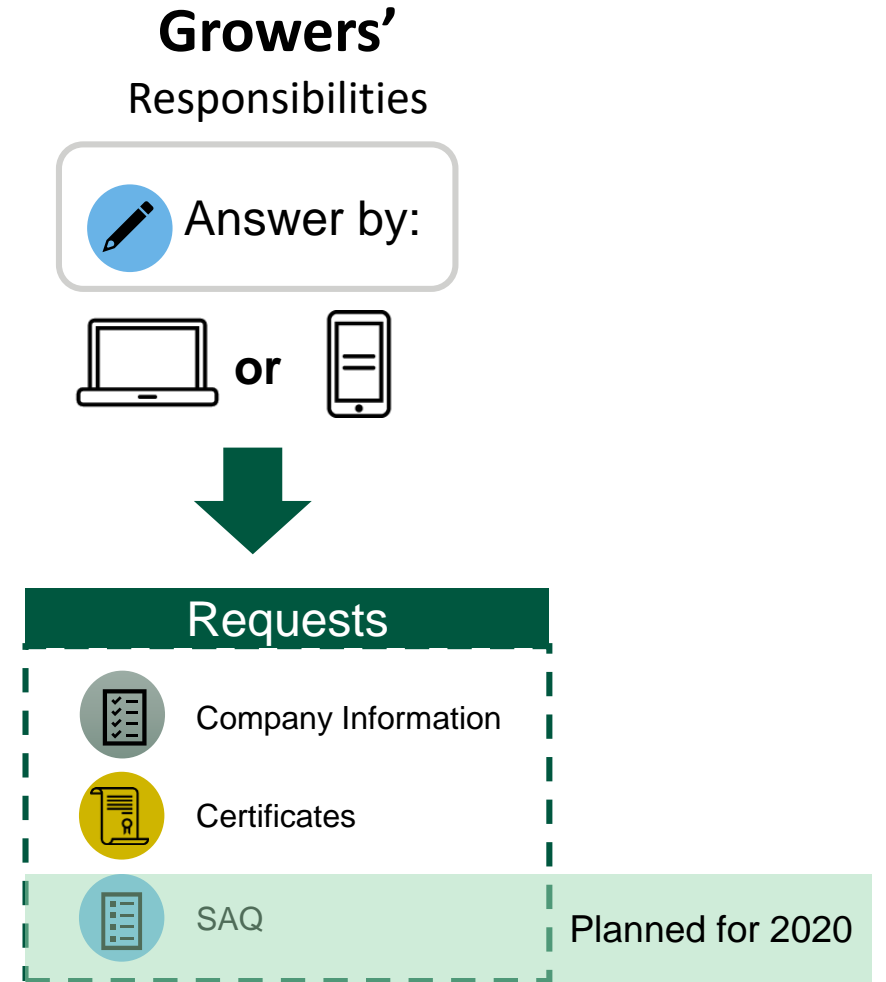 Growers’
Responsibilities
Answer by:
or
Requests
Company Information
Certificates
SAQ
Planned for 2020